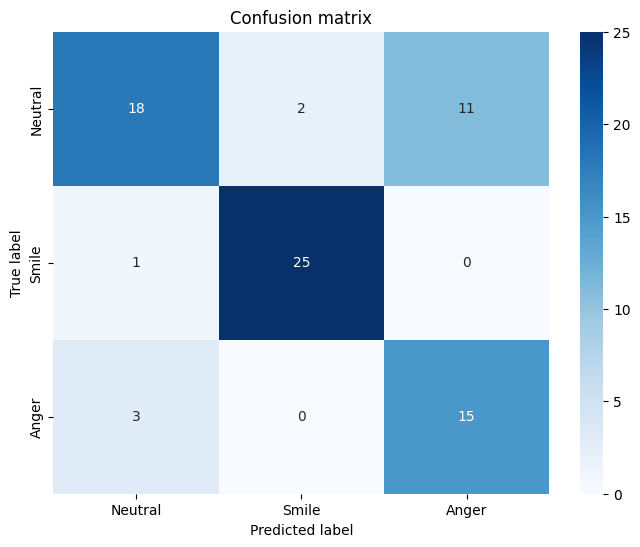 Confusion matrix
True label
Neutral 18 2 11
Smile 1 25 0
Anger 3 0 15
Neutral Smile Anger
Predicted label
25
20
15
10
5
0